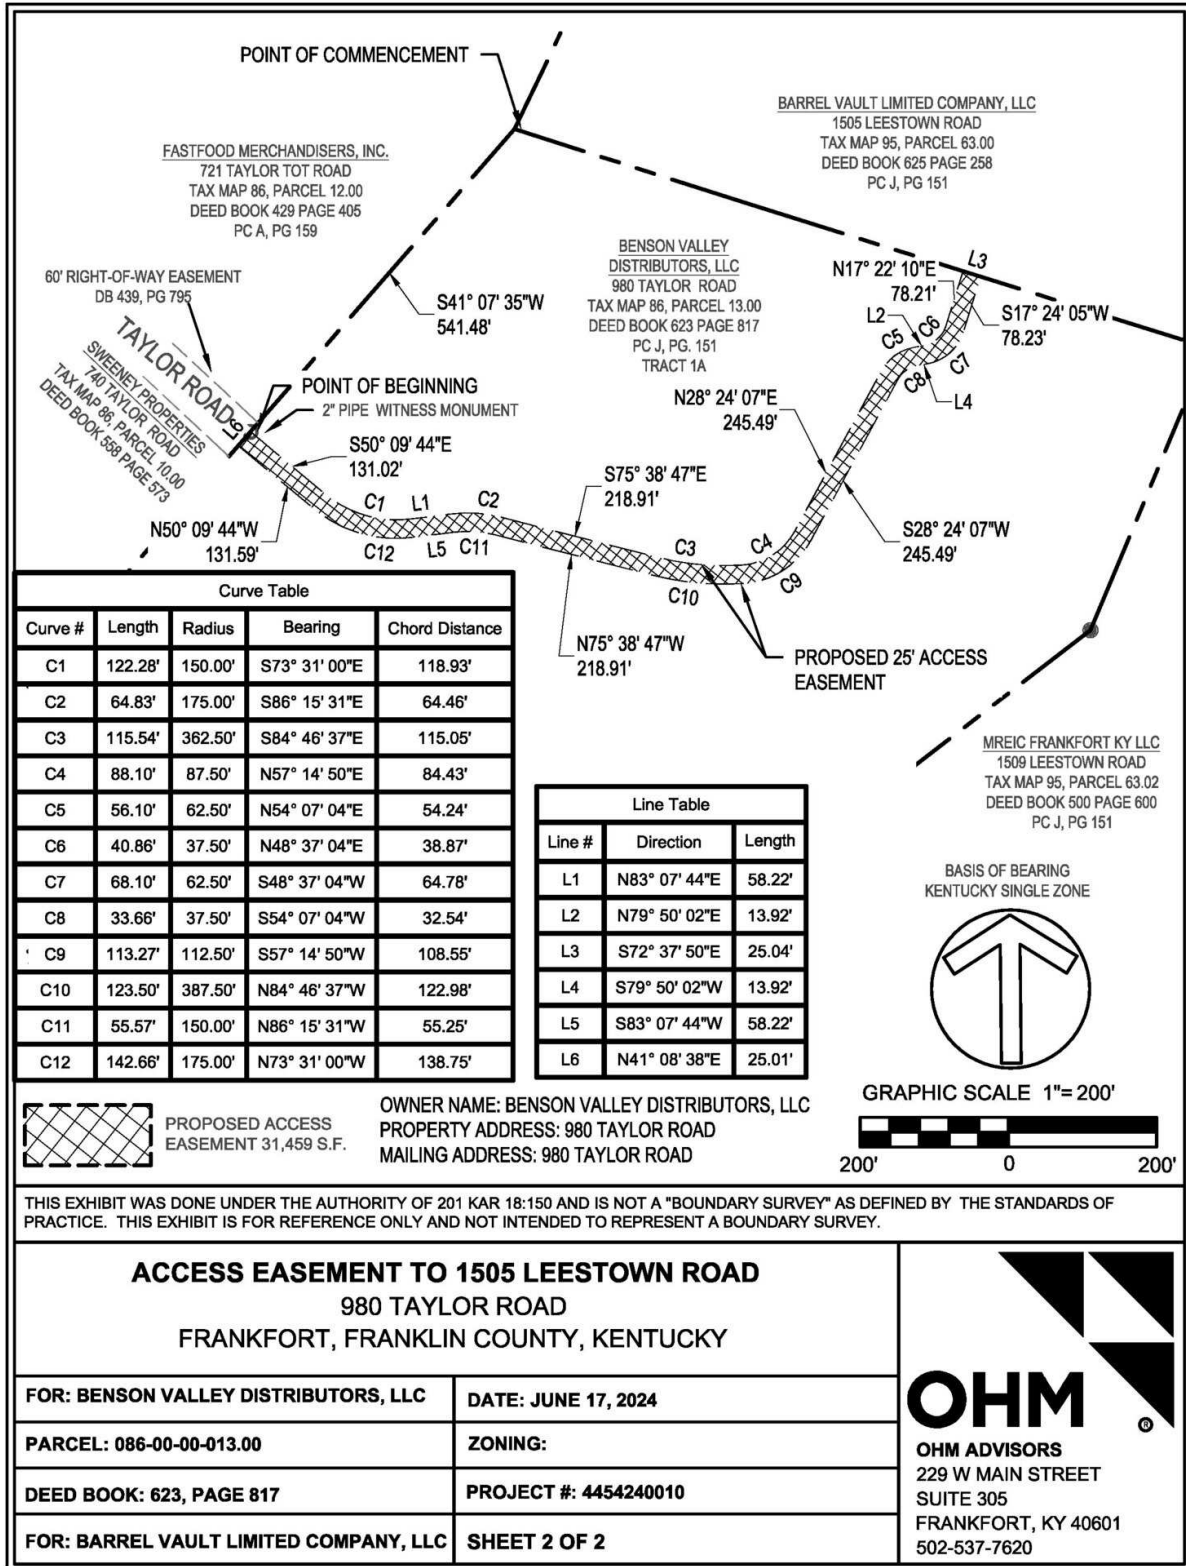 POINT OF COMMENCEMENT
BARREL VAULT LIMITED COMPANY, LLC
1505 LEESTOWN ROAD
TAX MAP 95, PARCEL 63.00
DEED BOOK 625 PAGE 258
PC J, PG 151
FASTFOOD MERCHANDISERS, INC.
721 TAYLOR TOT ROAD
TAX MAP 86, PARCEL 12.00
DEED BOOK 429 PAGE 405
PC A, PG 159
BENSON VALLEY
DISTRIBUTORS, LLC
980 TAYLOR ROAD
TAX MAP 86, PARCEL 13.00
DEED BOOK 623 PAGE 817
PC J, PG. 151
TRACT 1A
60' RIGHT-OF-WAY EASEMENT
DB 439, PG 795
TAYLOR ROAD
SWEENEY PROPERTIES
740 TAYLOR ROAD
TAX MAP 86, PARCEL 10.00
DEED BOOK 558 PAGE 573
L6
S41° 07' 35"W
541.48'
POINT OF BEGINNING
2" PIPE WITNESS MONUMENT
S50° 09' 44"E
131.02'
N50° 09' 44"W
131.59'
C1
L1
C2
C12
L5
C11
S75° 38' 47"E
218.91'
N75° 38' 47"W
218.91'
C3
C10
C4
C9
N28° 24' 07"E
245.49'
S28° 24' 07"W
245.49'
N17° 22' 10"E
78.21'
L3
S17° 24' 05"W
78.23'
L2
C5
C6
C7
C8
L4
PROPOSED 25' ACCESS
EASEMENT
MREIC FRANKFORT KY LLC
1509 LEESTOWN ROAD
TAX MAP 95, PARCEL 63.02
DEED BOOK 500 PAGE 600
PC J, PG 151
Curve Table
Curve # Length Radius Bearing Chord Distance
C1 122.28' 150.00' S73° 31' 00"E 118.93'
C2 64.83' 175.00' S86° 15' 31"E 64.46'
C3 115.54' 362.50' S84° 46' 37"E 115.05'
C4 88.10' 87.50' N57° 14' 50"E 84.43'
C5 56.10' 62.50' N54° 07' 04"E 54.24'
C6 40.86' 37.50' N48° 37' 04"E 38.87'
C7 68.10' 62.50' S48° 37' 04"W 64.78'
C8 33.66' 37.50' S54° 07' 04"W 32.54'
C9 113.27' 112.50' S57° 14' 50"W 108.55'
C10 123.50' 387.50' N84° 46' 37"W 122.98'
C11 55.57' 150.00' N86° 15' 31"W 55.25'
C12 142.66' 175.00' N73° 31' 00"W 138.75'
Line Table
Line # Direction Length
L1 N83° 07' 44"E 58.22'
L2 N79° 50' 02"E 13.92'
L3 S72° 37' 50"E 25.04'
L4 S79° 50' 02"W 13.92'
L5 S83° 07' 44"W 58.22'
L6 N41° 08' 38"E 25.01'
BASIS OF BEARING
KENTUCKY SINGLE ZONE
GRAPHIC SCALE 1"= 200'
200' 0 200'
PROPOSED ACCESS
EASEMENT 31,459 S.F.
OWNER NAME: BENSON VALLEY DISTRIBUTORS, LLC
PROPERTY ADDRESS: 980 TAYLOR ROAD
MAILING ADDRESS: 980 TAYLOR ROAD
THIS EXHIBIT WAS DONE UNDER THE AUTHORITY OF 201 KAR 18:150 AND IS NOT A "BOUNDARY SURVEY" AS DEFINED BY THE STANDARDS OF
PRACTICE. THIS EXHIBIT IS FOR REFERENCE ONLY AND NOT INTENDED TO REPRESENT A BOUNDARY SURVEY.
ACCESS EASEMENT TO 1505 LEESTOWN ROAD
980 TAYLOR ROAD
FRANKFORT, FRANKLIN COUNTY, KENTUCKY
FOR: BENSON VALLEY DISTRIBUTORS, LLC
DATE: JUNE 17, 2024
PARCEL: 086-00-00-013.00
ZONING:
DEED BOOK: 623, PAGE 817
PROJECT #: 4454240010
FOR: BARREL VAULT LIMITED COMPANY, LLC
SHEET 2 OF 2
OHM ®
OHM ADVISORS
229 W MAIN STREET
SUITE 305
FRANKFORT, KY 40601
502-537-7620